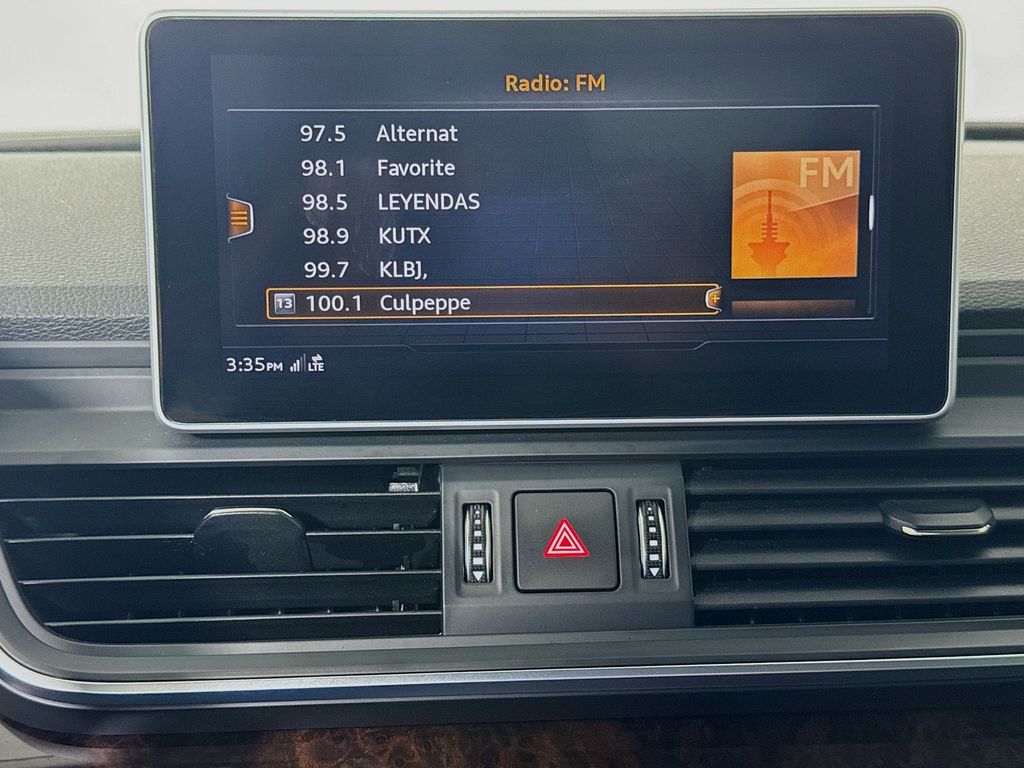 Radio: FM
97.5 Alternat
98.1 Favorite
98.5 LEYENDAS
98.9 KUTX
99.7 KLBJ,
13 100.1 Culpeppe
FM
3:35PM LTE